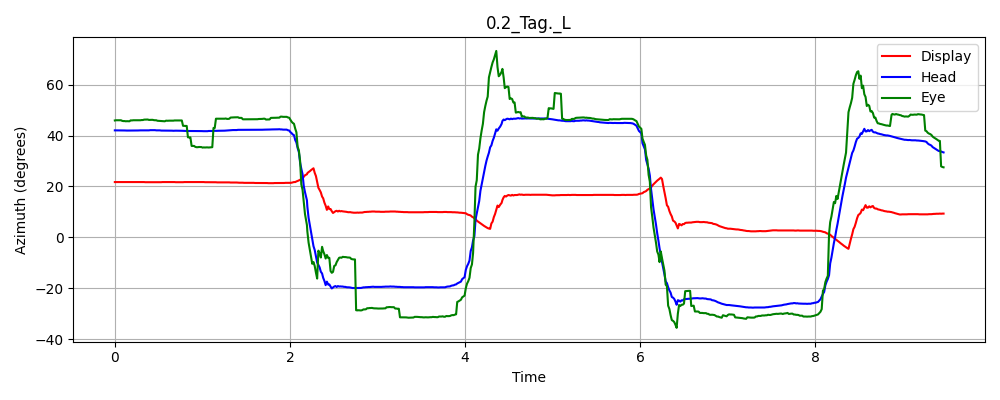 0.2_Tag._L
Display
Head
Eye
Azimuth (degrees)
60
40
20
0
−20
−40
0 2 4 6 8
Time